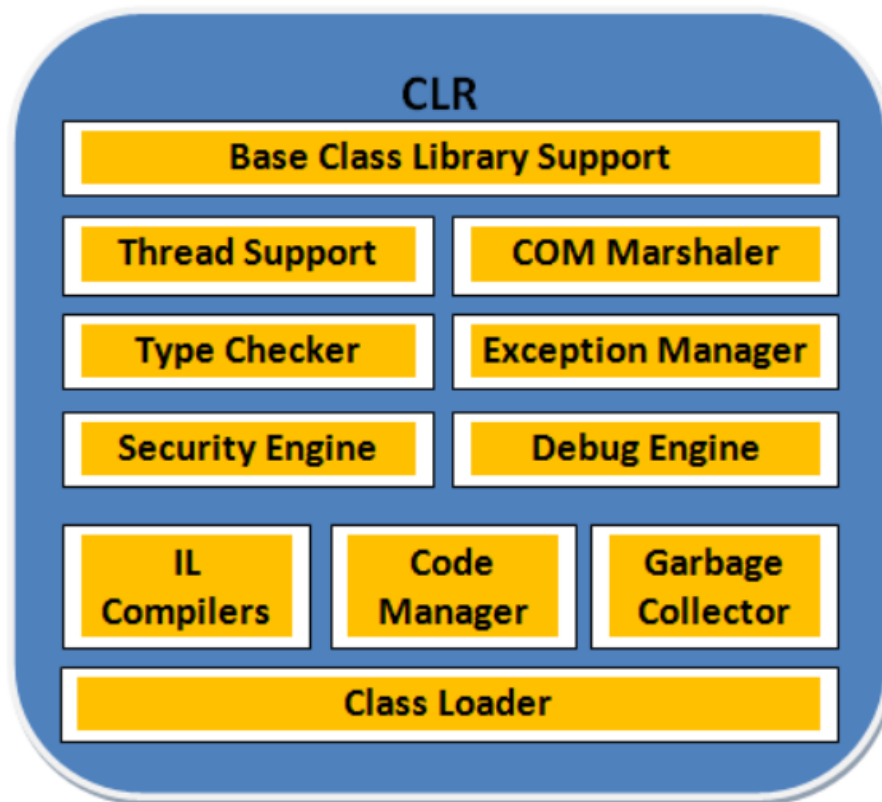 CLR
Base Class Library Support
Thread Support
COM Marshaler
Type Checker
Exception Manager
Security Engine
Debug Engine
IL
Compilers
Code
Manager
Garbage
Collector
Class Loader